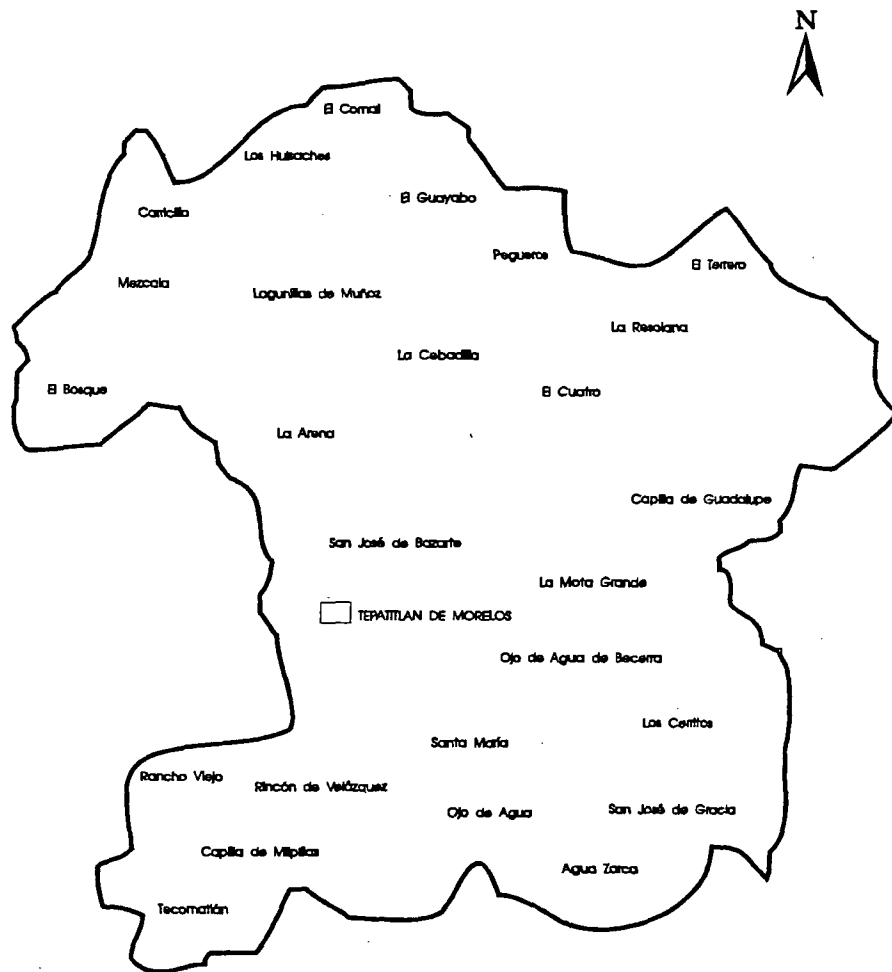 N
El Comal
Los Huisaches
El Guayabo
Carricillo
Pegueros
El Terrero
Mezcala
Lagunillas de Muñoz
La Resolana
La Cebadilla
El Bosque
El Cuatro
La Arena
Capilla de Guadalupe
San José de Bazarte
La Mota Grande
TEPATITLAN DE MORELOS
Ojo de Agua de Becerra
Los Cerritos
Santa María
Rancho Viejo
Rincón de Velázquez
Ojo de Agua
San José de Gracia
Capilla de Milpillas
Agua Zarca
Tecomatlán